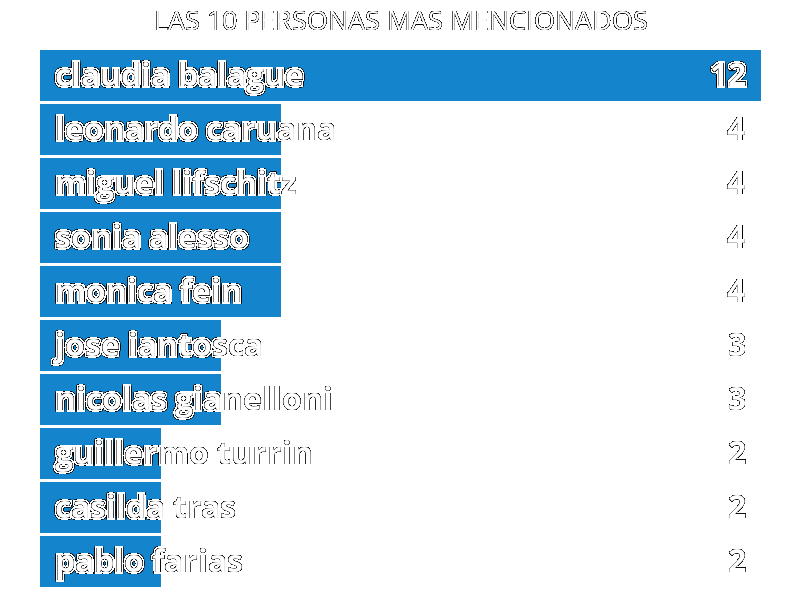 LAS 10 PERSONAS MAS MENCIONADOS
claudia balague 12
leonardo caruana 4
miguel lifschitz 4
sonia alesso 4
monica fein 4
jose iantosca 3
nicolas gianelloni 3
guillermo turrin 2
casilda tras 2
pablo farias 2